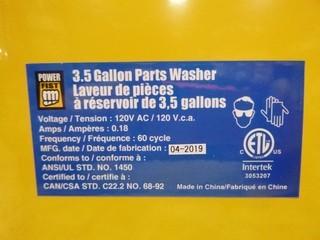 POWER
FIST
3.5 Gallon Parts Washer
Laveur de pièces
à réservoir de 3,5 gallons
Voltage / Tension : 120V AC / 120 V.c.a.
Amps / Ampères : 0.18
Frequency / Fréquence : 60 cycle
MFG. date / Date de fabrication : 04-2019
Conforms to / conforme à :
ANSI/UL STD. NO. 1450
Certified to / certifié à :
CAN/CSA STD. C22.2 NO. 68-92
C ETL US
Intertek
3053207
Made in China/Fabriqué en Chine